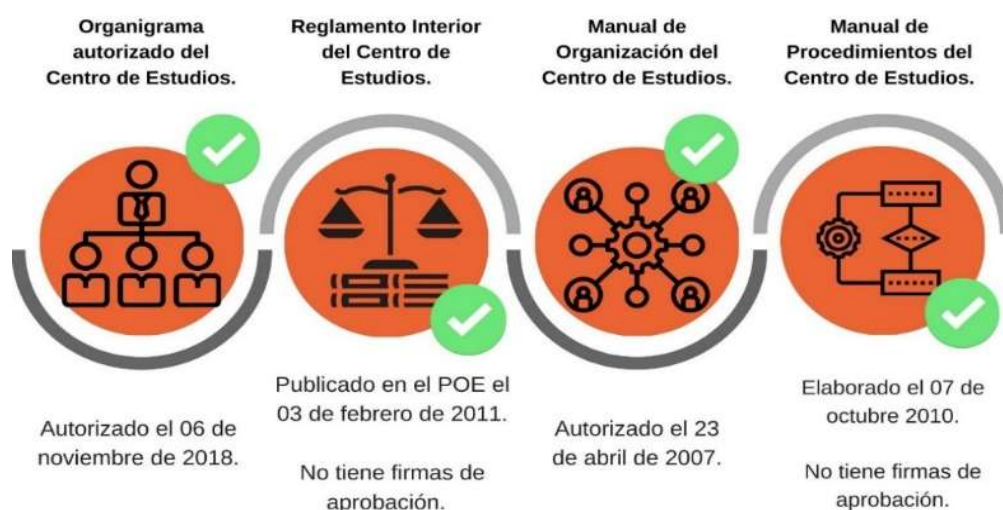 Organigrama
autorizado del
Centro de Estudios.
Reglamento Interior
del Centro de
Estudios.
Manual de
Organización del
Centro de Estudios.
Manual de
Procedimientos del
Centro de Estudios.
Autorizado el 06 de
noviembre de 2018.
Publicado en el POE el
03 de febrero de 2011.
No tiene firmas de
aprobación.
Autorizado el 23
de abril de 2007.
Elaborado el 07 de
octubre 2010.
No tiene firmas de
aprobación.